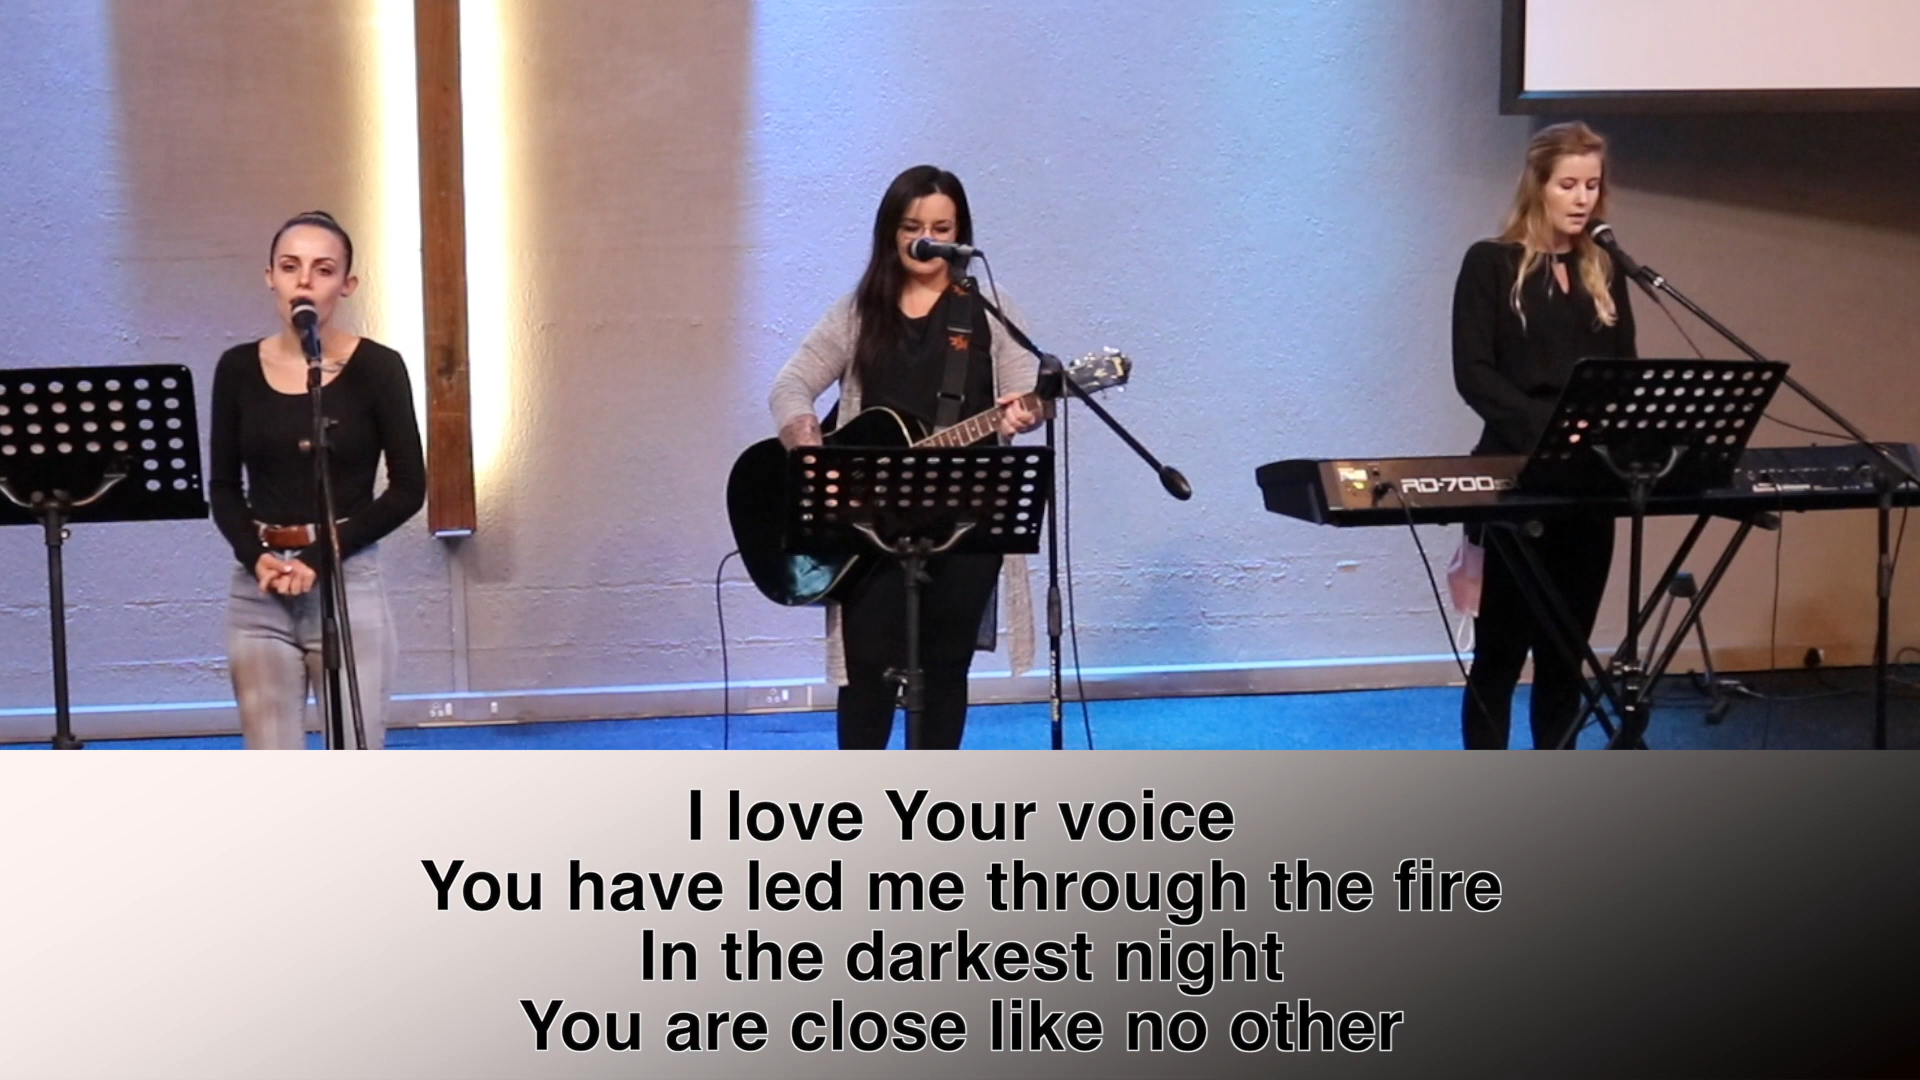 RD-700
I love Your voice
You have led me through the fire
In the darkest night
You are close like no other